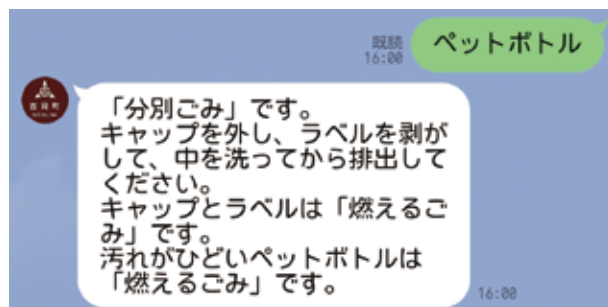 ペットボトル
既読
16:00
「分別ごみ」です。
キャップを外し、ラベルを剥が
して、中を洗ってから排出して
ください。
キャップとラベルは「燃えるご
み」です。
汚れがひどいペットボトルは
「燃えるごみ」です。
16:00